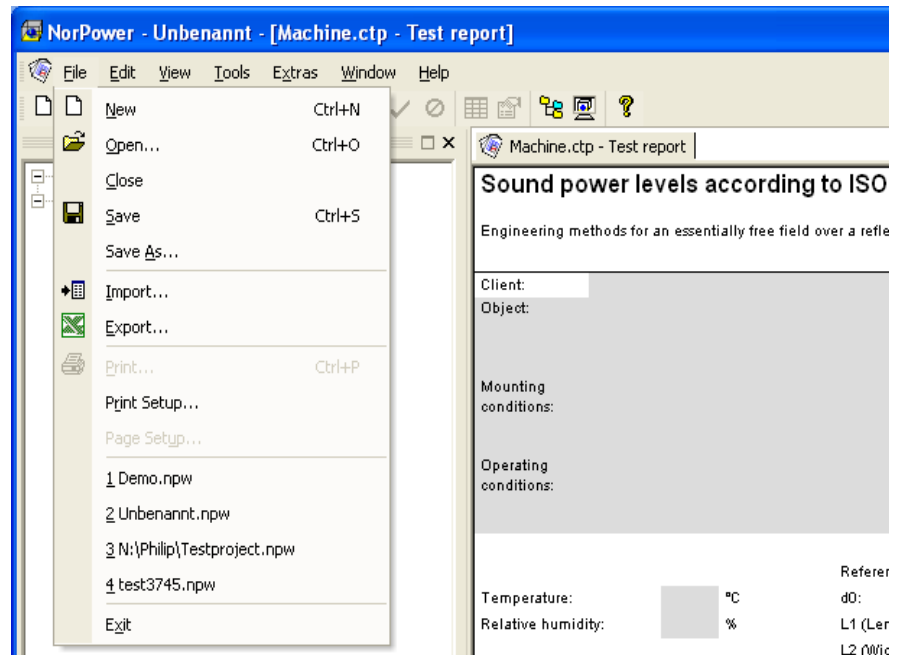 NorPower - Unbenannt - [Machine.ctp - Test report]
File Edit View Tools Extras Window Help
New Ctrl+N
Open... Ctrl+O
Close
Save Ctrl+S
Save As...
Import...
Export...
Print... Ctrl+P
Print Setup...
Page Setup...
1 Demo.npw
2 Unbenannt.npw
3 N:\Philip\Testproject.npw
4 test3745.npw
Exit
Machine.ctp - Test report
Sound power levels according to ISO
Engineering methods for an essentially free field over a refle
Client:
Object:
Mounting
conditions:
Operating
conditions:
Referen
Temperature: °C d0:
Relative humidity: % L1 (Len
L2 (Wid